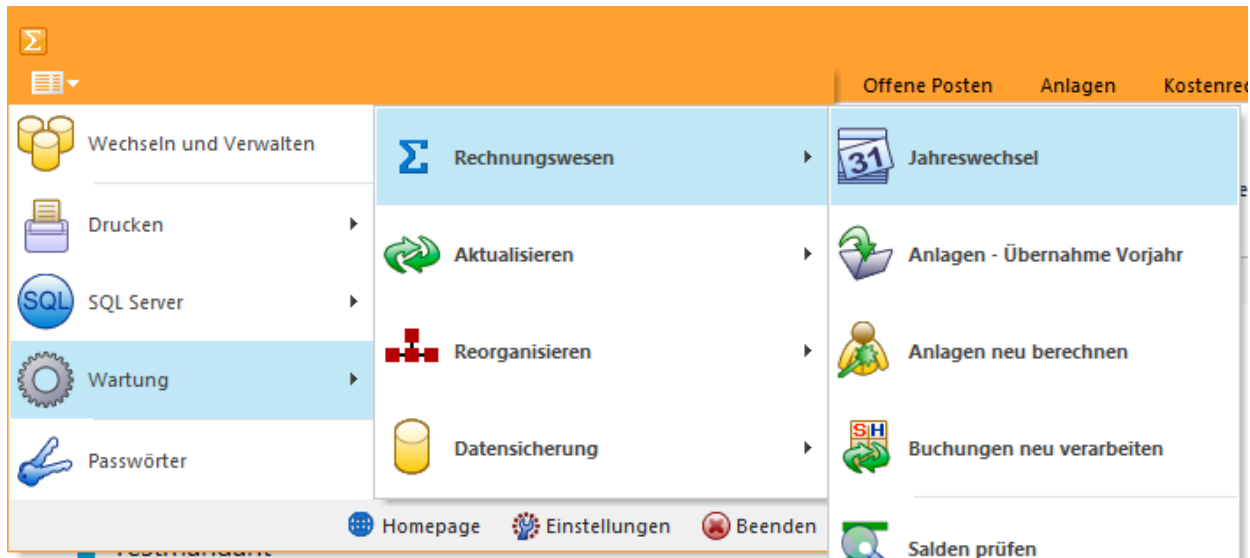 Offene Posten Anlagen Kostenrec
Wechseln und Verwalten
Drucken
SQL
SQL Server
Wartung
Passwörter
Rechnungswesen
Aktualisieren
Reorganisieren
Datensicherung
31
Jahreswechsel
Anlagen - Übernahme Vorjahr
Anlagen neu berechnen
S H
Buchungen neu verarbeiten
Salden prüfen
Homepage Einstellungen Beenden